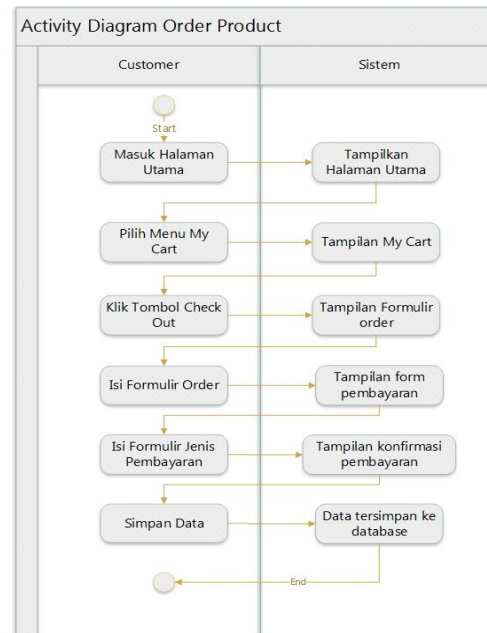 Activity Diagram Order Product
Customer
Sistem
Start
Masuk Halaman
Utama
Tampilkan
Halaman Utama
Pilih Menu My
Cart
Tampilan My Cart
Klik Tombol Check
Out
Tampilan Formulir
order
Isi Formulir Order
Tampilan form
pembayaran
Isi Formulir Jenis
Pembayaran
Tampilan konfirmasi
pembayaran
Simpan Data
Data tersimpan ke
database
End